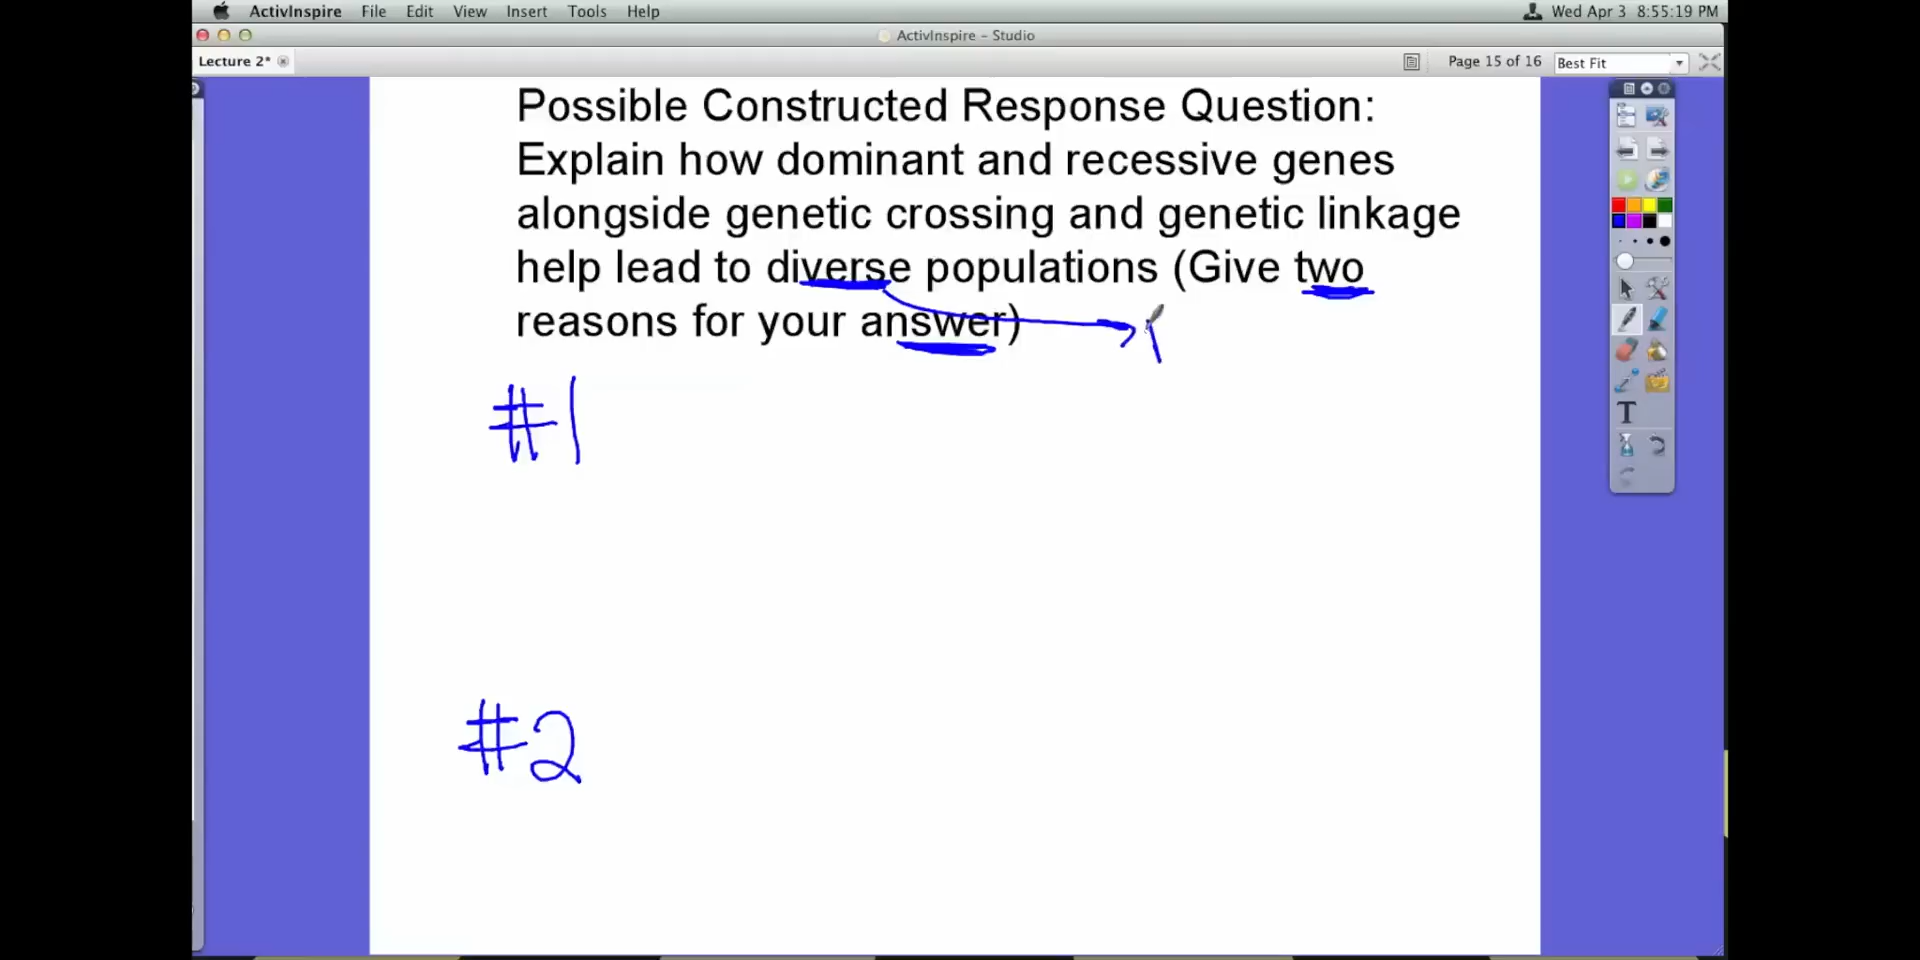 ActivInspire File Edit View Insert Tools Help Wed Apr 3 8:55:19 PM
ActivInspire - Studio
Lecture 2* Page 15 of 16 Best Fit
Possible Constructed Response Question:
Explain how dominant and recessive genes
alongside genetic crossing and genetic linkage
help lead to diverse populations (Give two
reasons for your answer)
#1
#2
T